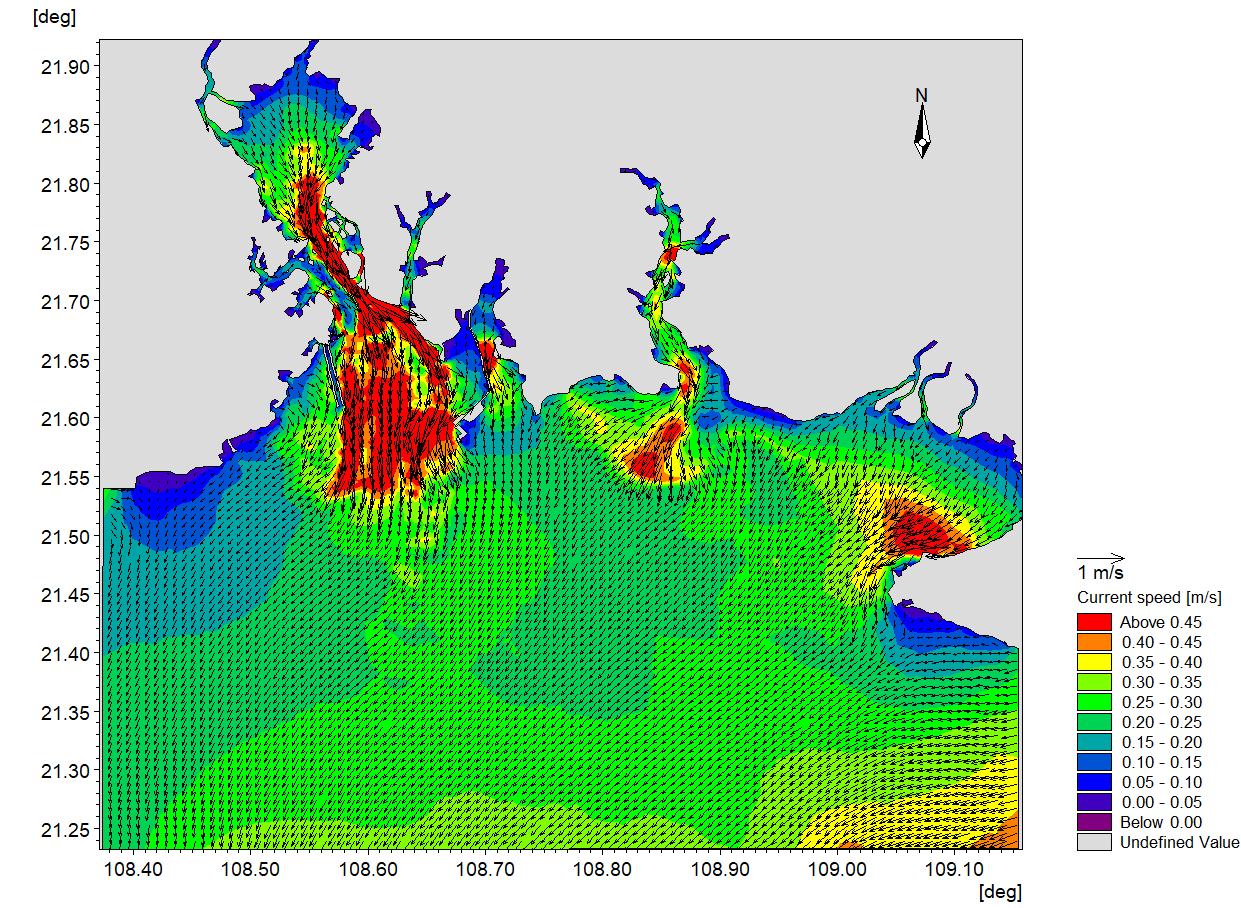 [deg]
21.90
21.85
21.80
21.75
21.70
21.65
21.60
21.55
21.50
21.45
21.40
21.35
21.30
21.25
N
1 m/s
Current speed [m/s]
Above 0.45
0.40 - 0.45
0.35 - 0.40
0.30 - 0.35
0.25 - 0.30
0.20 - 0.25
0.15 - 0.20
0.10 - 0.15
0.05 - 0.10
0.00 - 0.05
Below 0.00
Undefined Value
108.40 108.50 108.60 108.70 108.80 108.90 109.00 109.10
[deg]